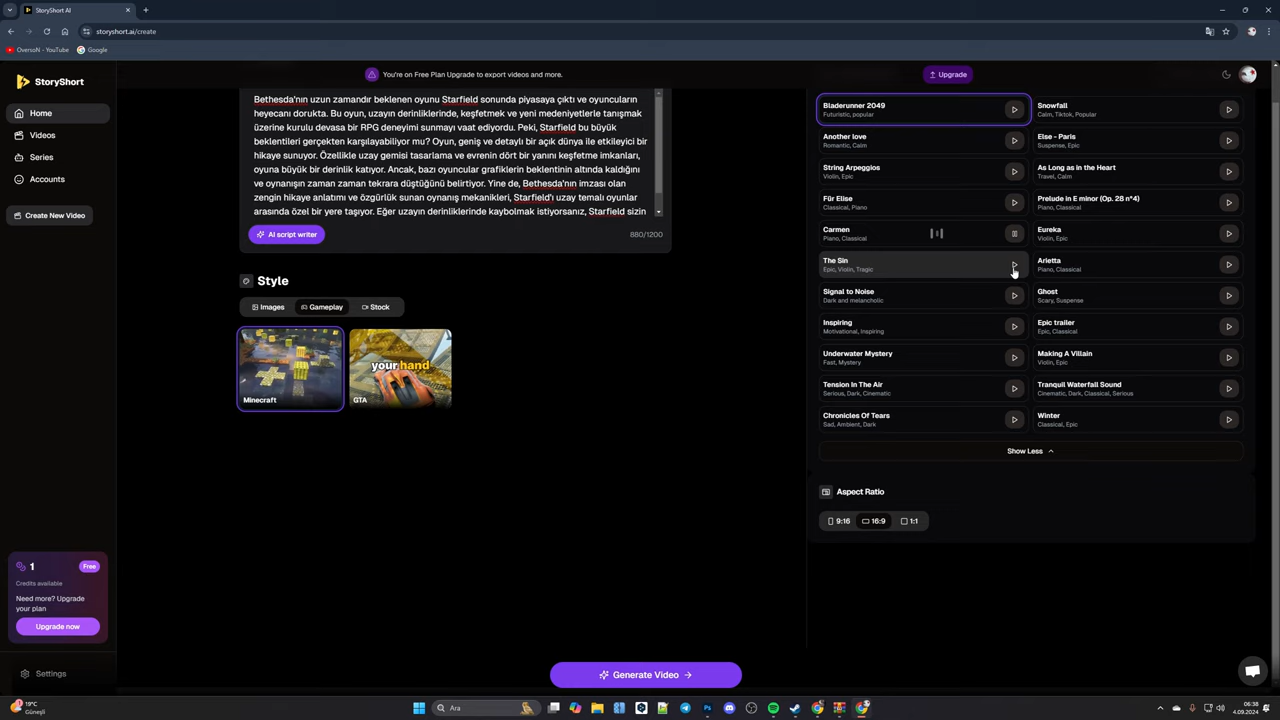 StoryShort AI
storyshort.ai/create
OversoN - YouTube
Google
StoryShort
You're on Free Plan Upgrade to export videos and more.
Upgrade
Home
Videos
Series
Accounts
Create New Video
Bethesda'nın uzun zamandır beklenen oyunu Starfield sonunda piyasaya çıktı ve oyuncuların
heyecanı dorukta. Bu oyun, uzayın derinliklerinde, keşfetmek ve yeni medeniyetlerle tanışmak
üzerine kurulu devasa bir RPG deneyimi sunmayı vaat ediyordu. Peki, Starfield bu büyük
beklentileri gerçekten karşılayabiliyor mu? Oyun, geniş ve detaylı bir açık dünya ile etkileyici bir
hikaye sunuyor. Özellikle uzay gemisi tasarlama ve evrenin dört bir yanını keşfetme imkanları,
oyuna büyük bir derinlik katıyor. Ancak, bazı oyuncular grafiklerin beklentinin altında kaldığını
ve oynanışın zaman zaman tekrara düştüğünü belirtiyor. Yine de, Bethesda'nın imzası olan
zengin hikaye anlatımı ve özgürlük sunan oynanış mekanikleri, Starfield'ı uzay temalı oyunlar
arasında özel bir yere taşıyor. Eğer uzayın derinliklerinde kaybolmak istiyorsanız, Starfield sizin
AI script writer
880/1200
Style
Images
Gameplay
Stock
your hand
Minecraft
GTA
Bladerunner 2049
Futuristic, popular
Snowfall
Calm, Tiktok, Popular
Another love
Romantic, Calm
Else - Paris
Suspense, Epic
String Arpeggios
Violin, Epic
As Long as in the Heart
Travel, Calm
Für Elise
Classical, Piano
Prelude in E minor (Op. 28 n°4)
Piano, Classical
Carmen
Piano, Classical
Eureka
Violin, Epic
The Sin
Epic, Violin, Tragic
Arietta
Piano, Classical
Signal to Noise
Dark and melancholic
Ghost
Scary, Suspense
Inspiring
Motivational, Inspiring
Epic trailer
Epic, Classical
Underwater Mystery
Fast, Mystery
Making A Villain
Violin, Epic
Tension In The Air
Serious, Dark, Cinematic
Tranquil Waterfall Sound
Cinematic, Dark, Classical, Serious
Chronicles Of Tears
Sad, Ambient, Dark
Winter
Classical, Epic
Show Less
Aspect Ratio
9:16
16:9
1:1
1
Free
Credits available
Need more? Upgrade
your plan
Upgrade now
Settings
Generate Video
19°C
Güneşli
Ara
06:38
4.09.2024